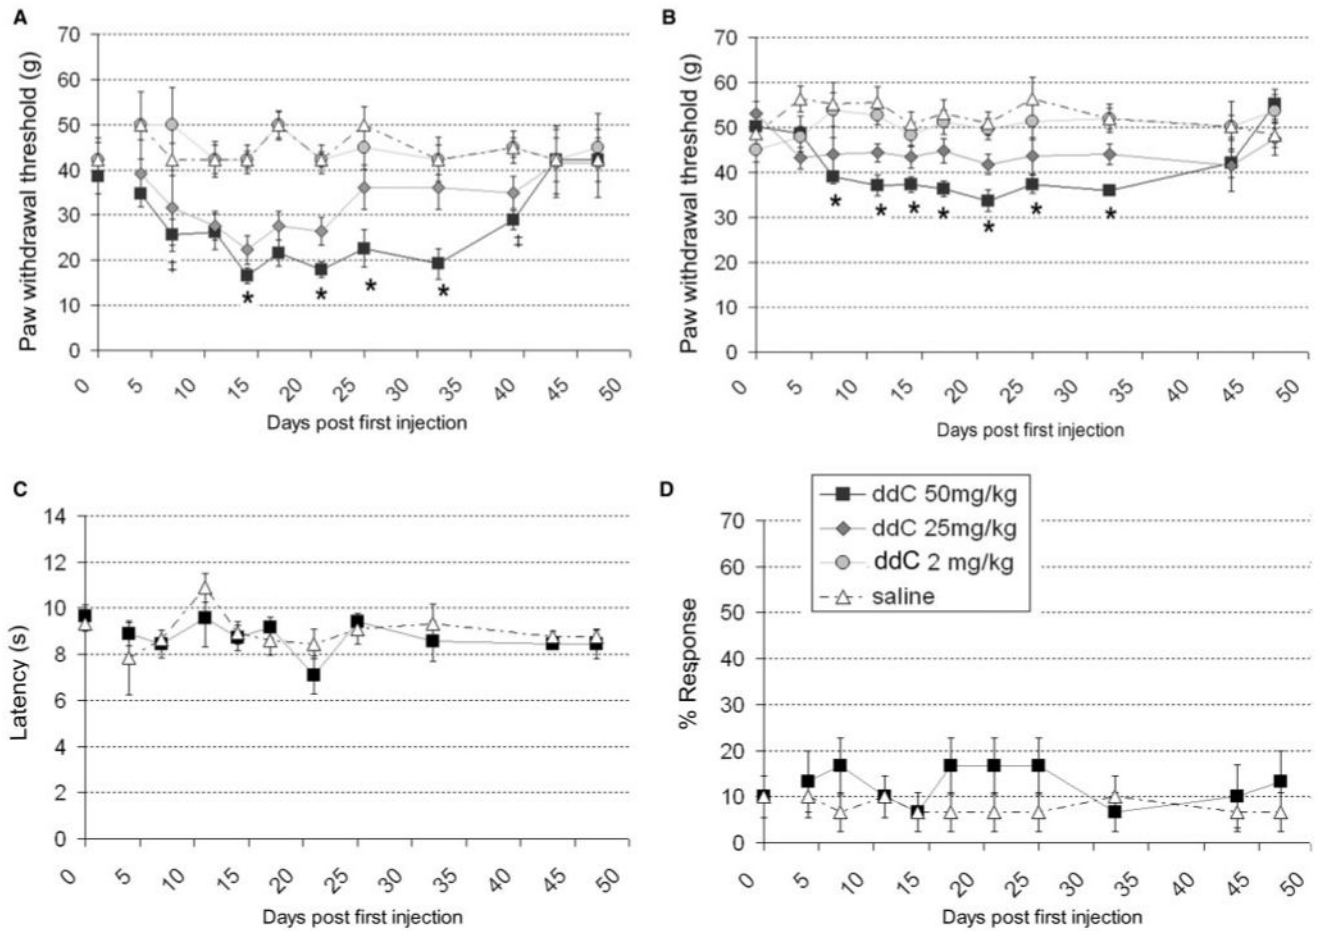 A
Paw withdrawal threshold (g)
70
60
50
40
30
20
10
0
‡
*
*
*
*
‡
0 5 10 15 20 25 30 35 40 45 50
Days post first injection
B
Paw withdrawal threshold (g)
70
60
50
40
30
20
10
0
*
*
*
*
*
*
*
0 5 10 15 20 25 30 35 40 45 50
Days post first injection
C
Latency (s)
14
12
10
8
6
4
2
0
0 5 10 15 20 25 30 35 40 45 50
Days post first injection
D
ddC 50mg/kg
ddC 25mg/kg
ddC 2 mg/kg
saline
% Response
70
60
50
40
30
20
10
0
0 5 10 15 20 25 30 35 40 45 50
Days post first injection